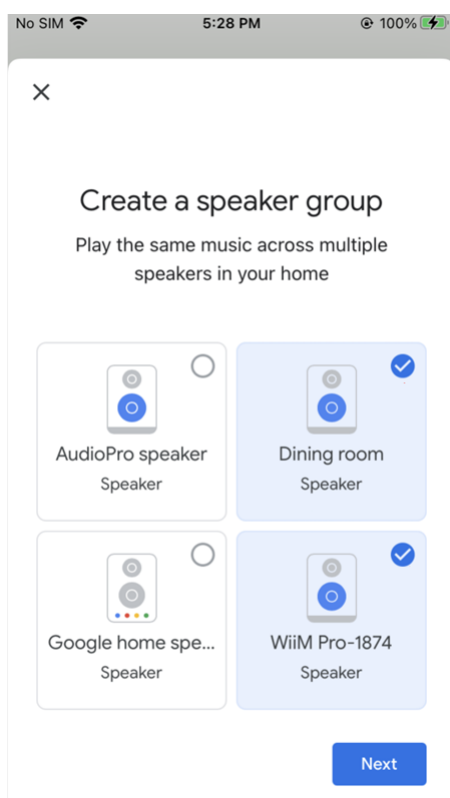 No SIM 5:28 PM 100%
Create a speaker group
Play the same music across multiple
speakers in your home
AudioPro speaker
Speaker
Dining room
Speaker
Google home spe...
Speaker
WiiM Pro-1874
Speaker
Next